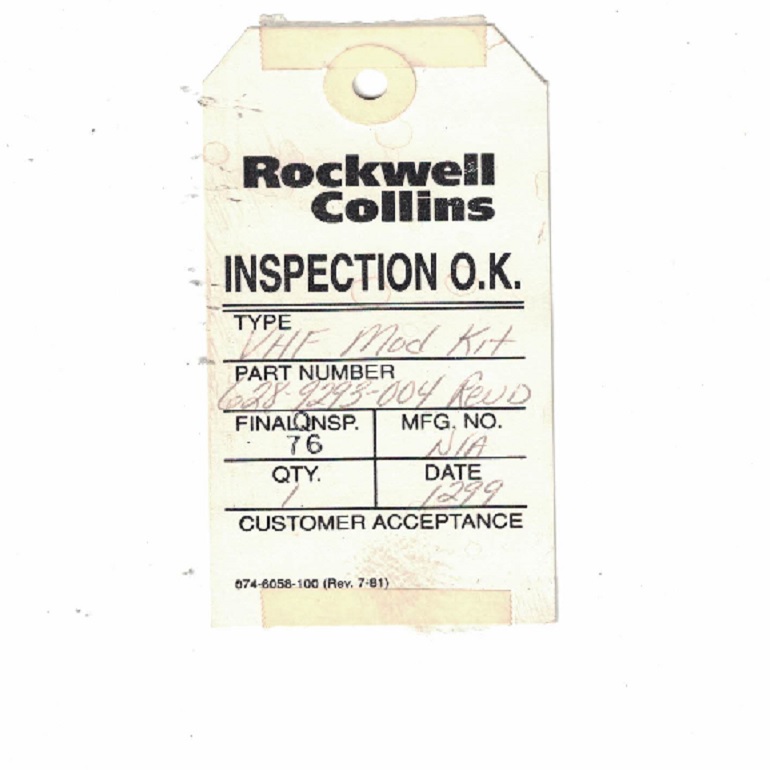 Rockwell
Collins
INSPECTION O.K.
TYPE
VHF Mod Kit
PART NUMBER
628-9293-004 Rev D
FINAL INSP. MFG. NO.
Q
76 N/A
QTY. DATE
1 1299
CUSTOMER ACCEPTANCE
074-6058-100 (Rev. 7-81)